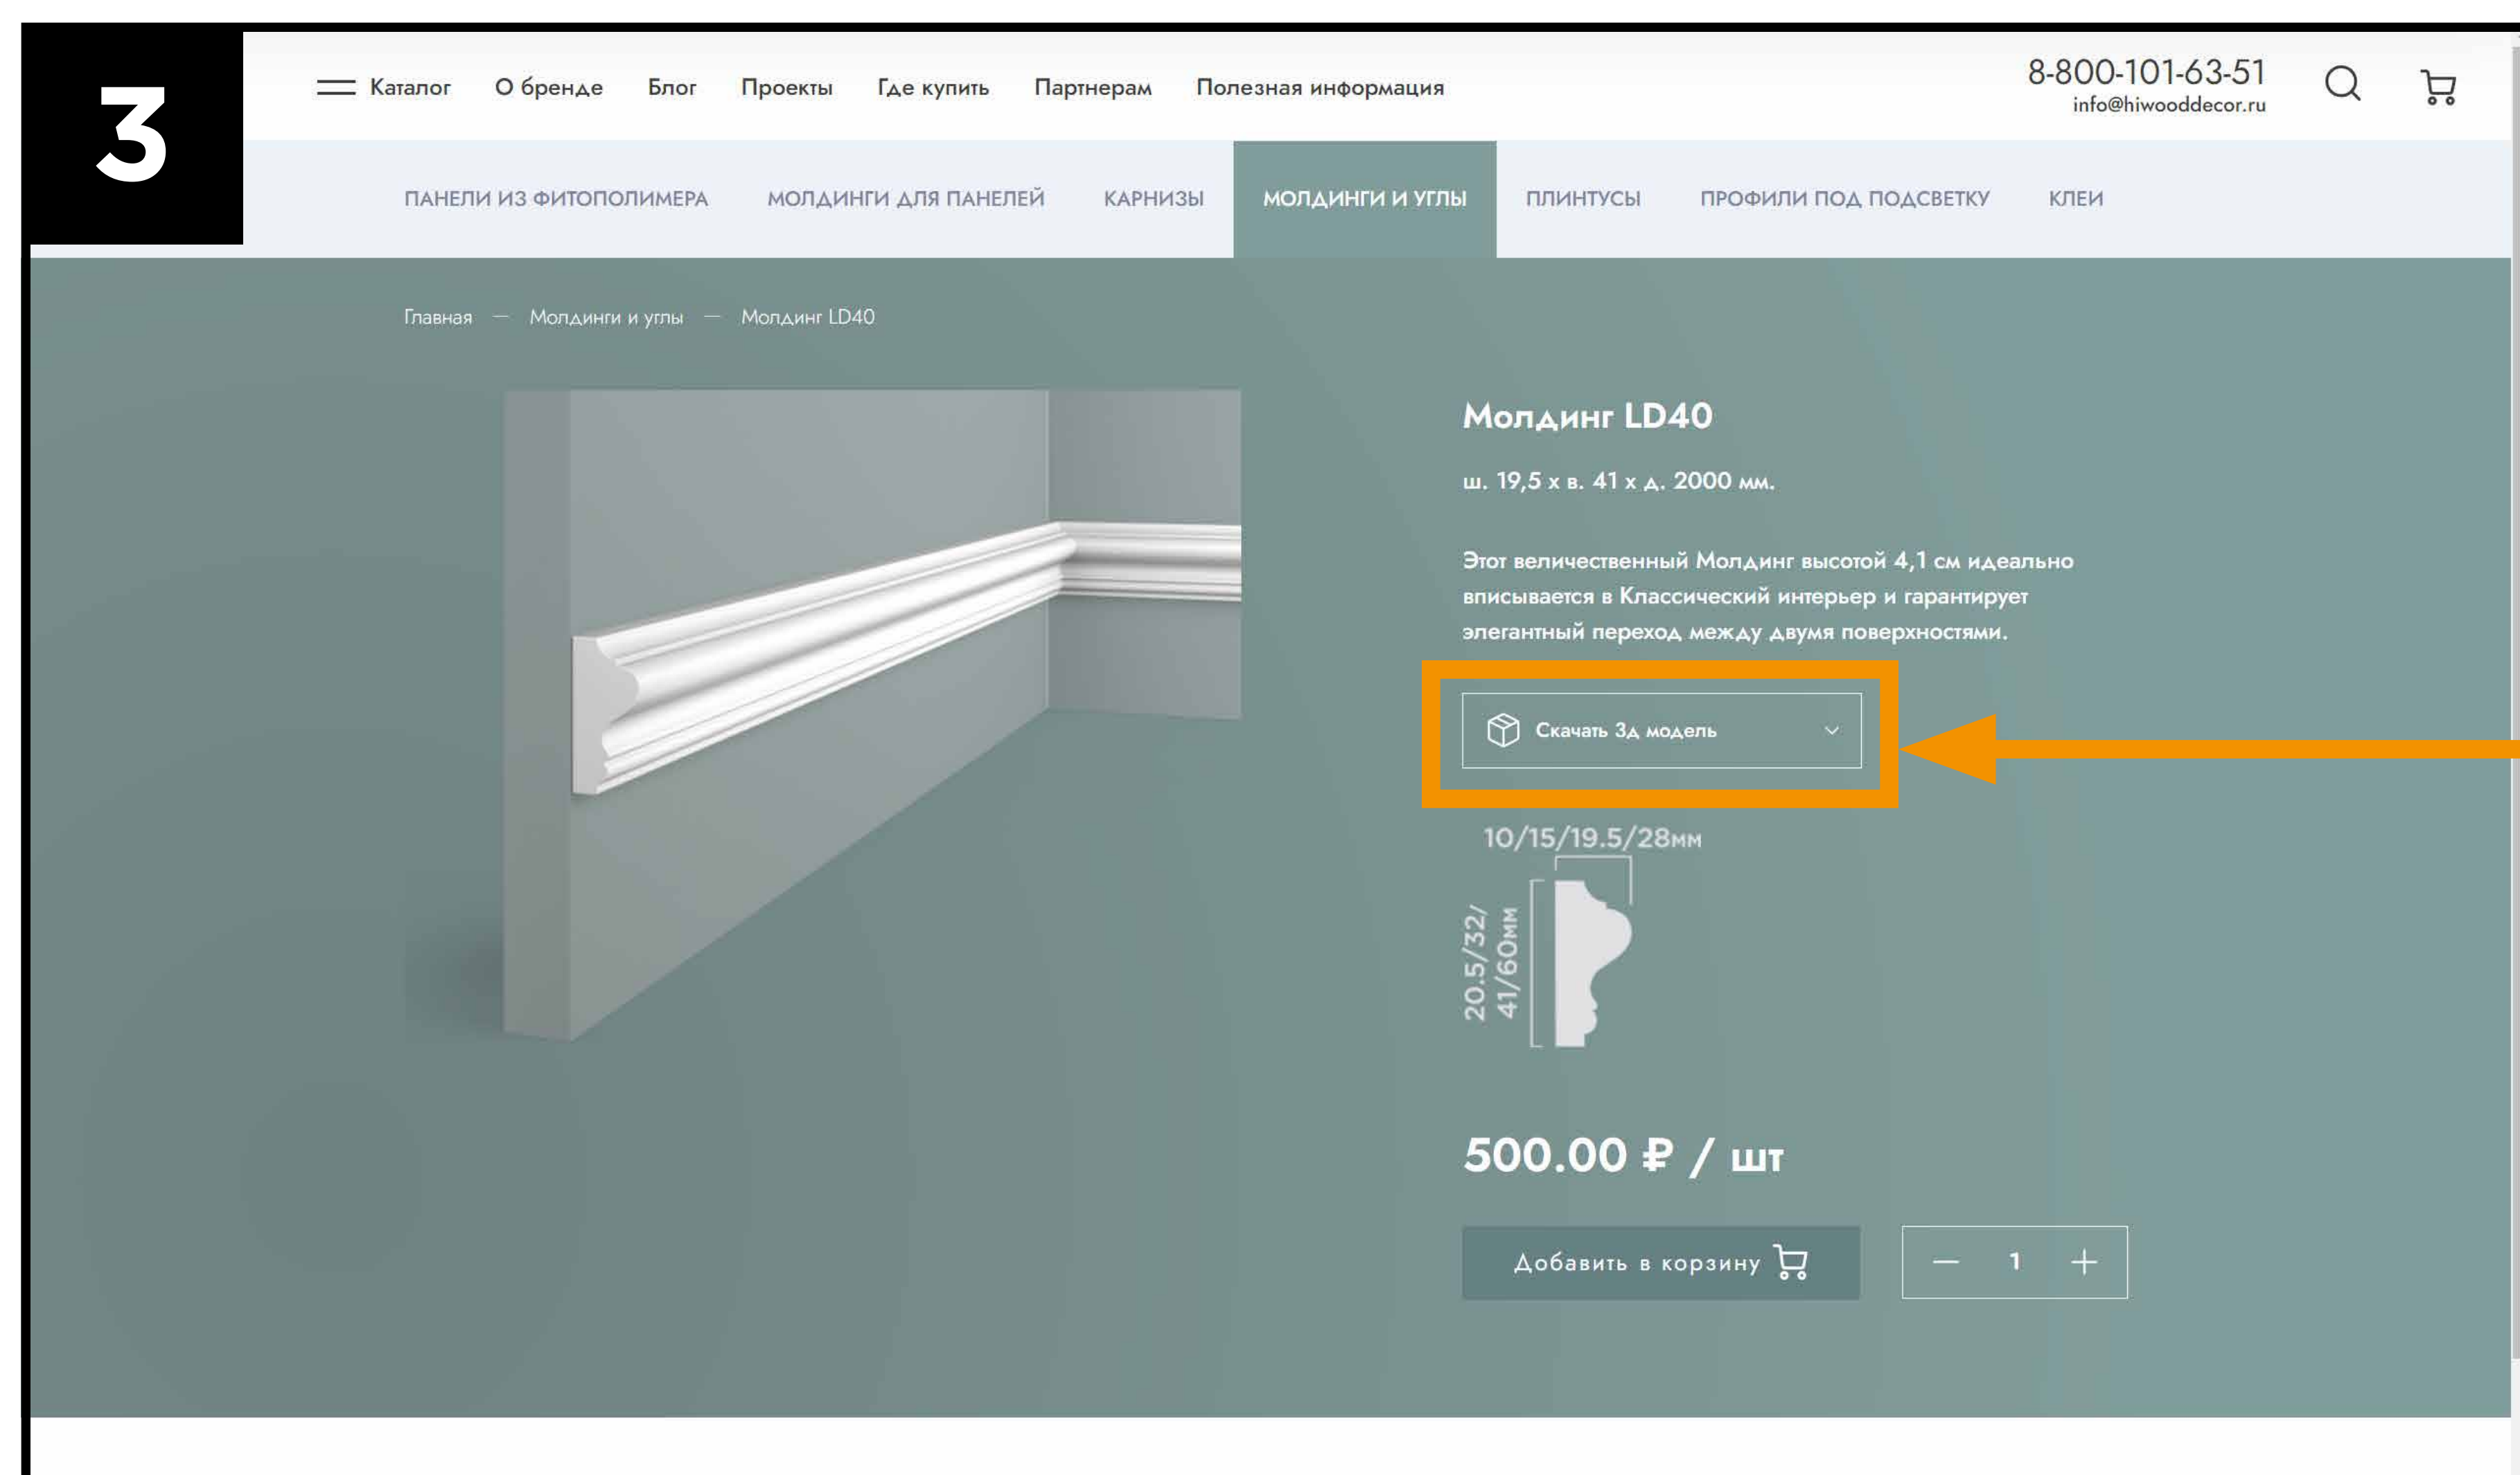 3
Каталог О бренде Блог Проекты Где купить Партнерам Полезная информация
8-800-101-63-51
info@hiwooddecor.ru
ПАНЕЛИ ИЗ ФИТОПОЛИМЕРА МОЛДИНГИ ДЛЯ ПАНЕЛЕЙ КАРНИЗЫ МОЛДИНГИ И УГЛЫ ПЛИНТУСЫ ПРОФИЛИ ПОД ПОДСВЕТКУ КЛЕИ
Главная — Молдинги и углы — Молдинг LD40
Молдинг LD40
ш. 19,5 x в. 41 x д. 2000 мм.
Этот величественный Молдинг высотой 4,1 см идеально
вписывается в Классический интерьер и гарантирует
элегантный переход между двумя поверхностями.
Скачать 3д модель
10/15/19.5/28мм
20.5/32/
41/60мм
500.00 ₽ / шт
Добавить в корзину
— 1 +